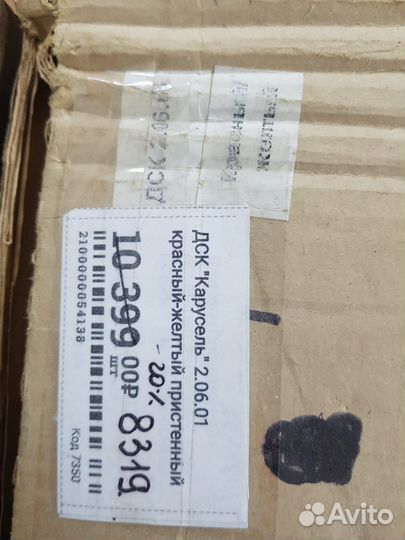 ДСК "Карусель" 2.06.01
красный-желтый пристенный
- 20%
10 399 00₽
8319
шт
2100000054138
Код 7350
Avito